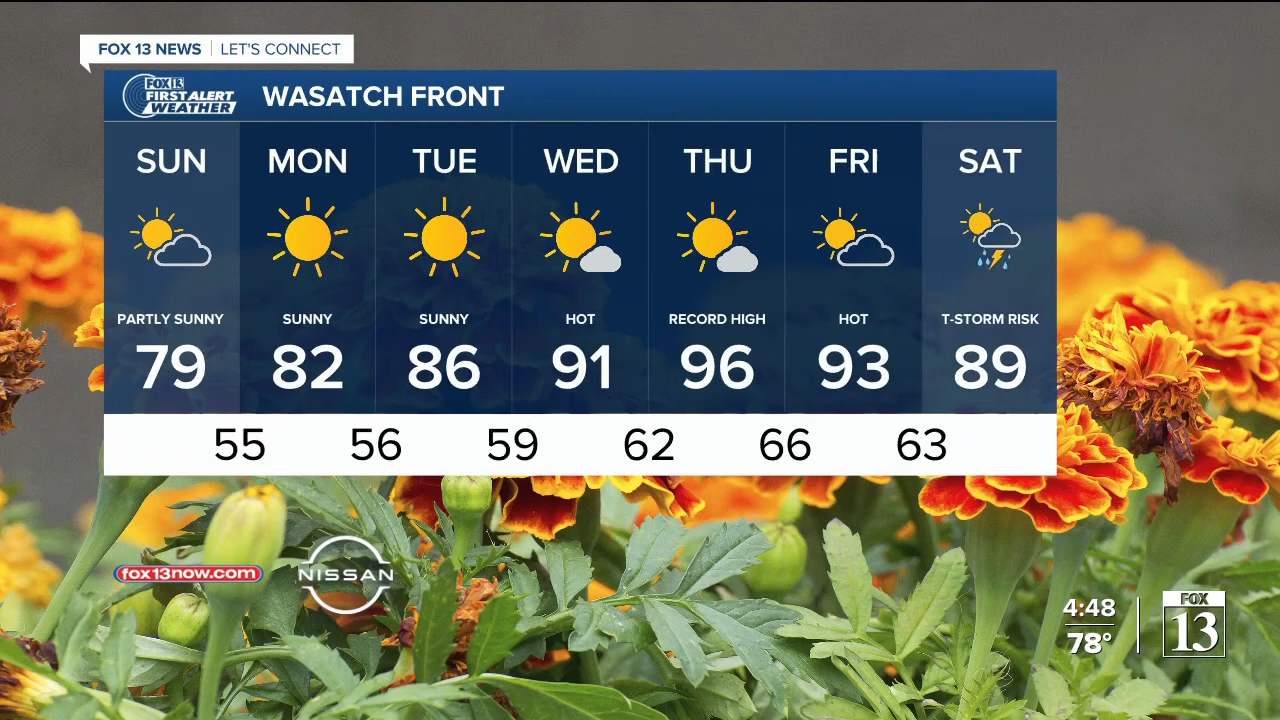 FOX 13 NEWS | LET'S CONNECT
FOX 13
FIRST ALERT
WEATHER
WASATCH FRONT
SUN MON TUE WED THU FRI SAT
PARTLY SUNNY SUNNY SUNNY HOT RECORD HIGH HOT T-STORM RISK
79 82 86 91 96 93 89
55 56 59 62 66 63
fox13now.com
NISSAN
4:48
78°
FOX
13